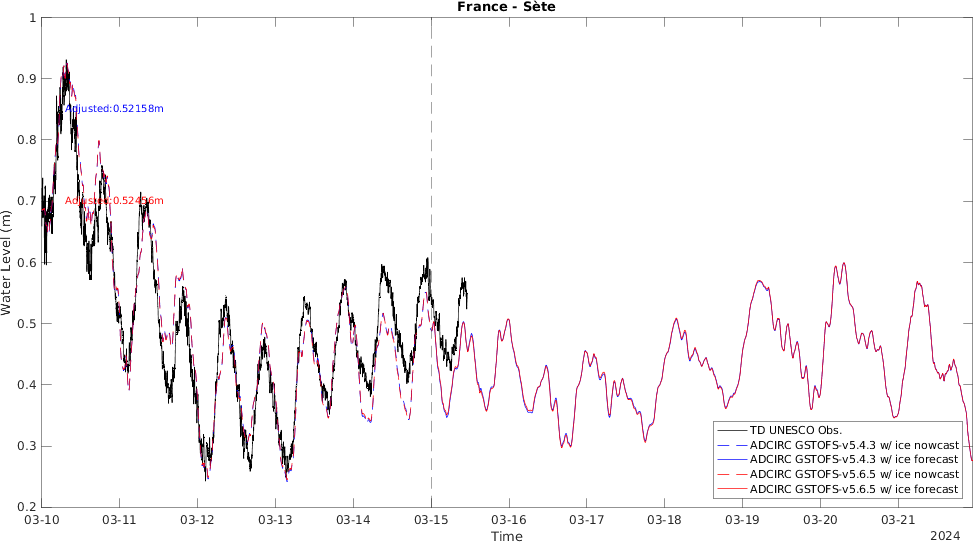 France - Sète
1
0.9
0.8
0.7
0.6
0.5
0.4
0.3
0.2
Water Level (m)
Adjusted:0.52158m
Adjusted:0.52456m
TD UNESCO Obs.
ADCIRC GSTOFS-v5.4.3 w/ ice nowcast
ADCIRC GSTOFS-v5.4.3 w/ ice forecast
ADCIRC GSTOFS-v5.6.5 w/ ice nowcast
ADCIRC GSTOFS-v5.6.5 w/ ice forecast
03-10 03-11 03-12 03-13 03-14 03-15 03-16 03-17 03-18 03-19 03-20 03-21
Time
2024